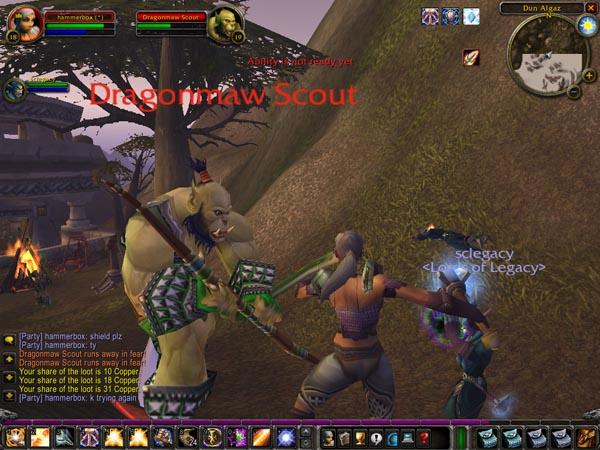 hammerbox (*)
18
Dragonmaw Scout
19
Dun Algaz
N
Ability is not ready yet
Dragonmaw Scout
sclegacy
<Lo of Legacy>
[Party] hammerbox: shield plz
[Party] hammerbox: ty
Dragonmaw Scout runs away in fear!
Dragonmaw Scout runs away in fear!
Your share of the loot is 10 Copper
Your share of the loot is 18 Copper
Your share of the loot is 31 Copper
[Party] hammerbox: k trying again